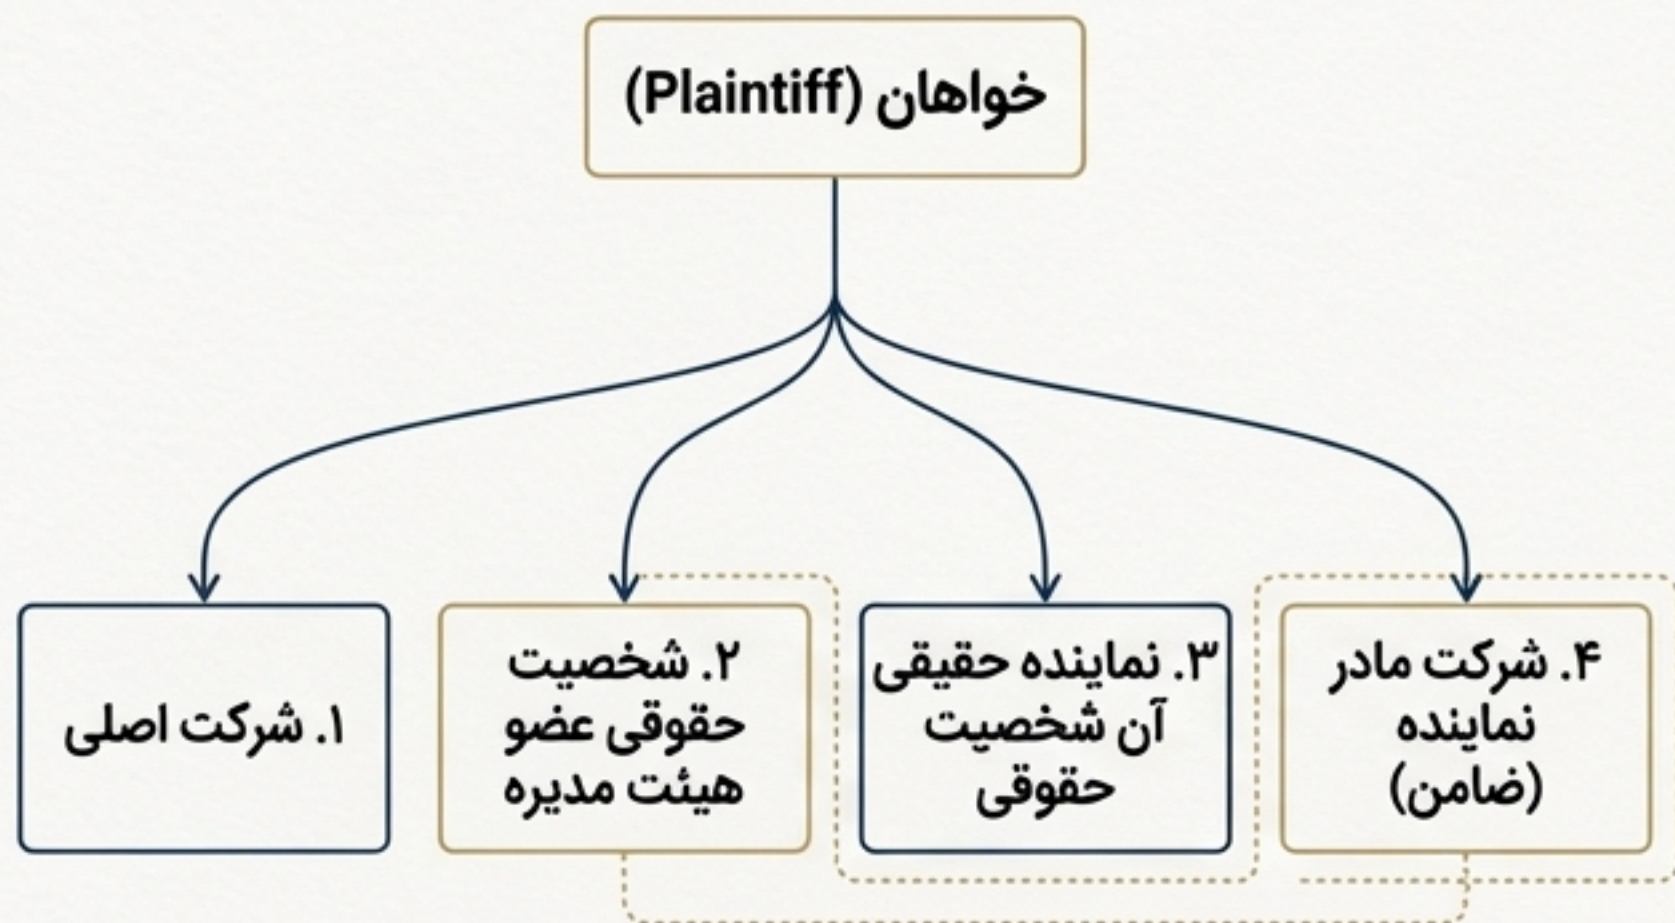 خواهان (Plaintiff)
۱. شرکت اصلی
۲. شخصیت
حقوقی عضو
هیئت مدیره
۳. نماینده حقیقی
آن شخصیت
حقوقی
۴. شرکت مادر
نماینده
(ضامن)